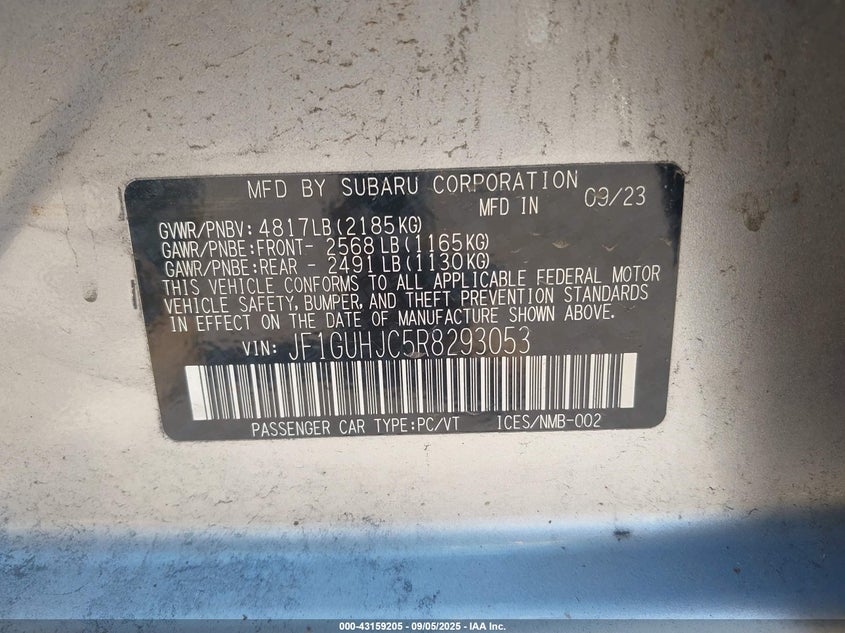 MFD BY SUBARU CORPORATION
MFD IN 09/23
GVWR/PNBV: 4817LB(2185KG)
GAWR/PNBE:FRONT- 2568 LB(1165KG)
GAWR/PNBE:REAR - 2491 LB(1130KG)
THIS VEHICLE CONFORMS TO ALL APPLICABLE FEDERAL MOTOR
VEHICLE SAFETY, BUMPER, AND THEFT PREVENTION STANDARDS
IN EFFECT ON THE DATE OF MANUFACTURE SHOWN ABOVE.
VIN: JF1GUHJC5R8293053
PASSENGER CAR TYPE:PC/VT ICES/NMB-002
000-43159205 - 09/05/2025 - IAA Inc.